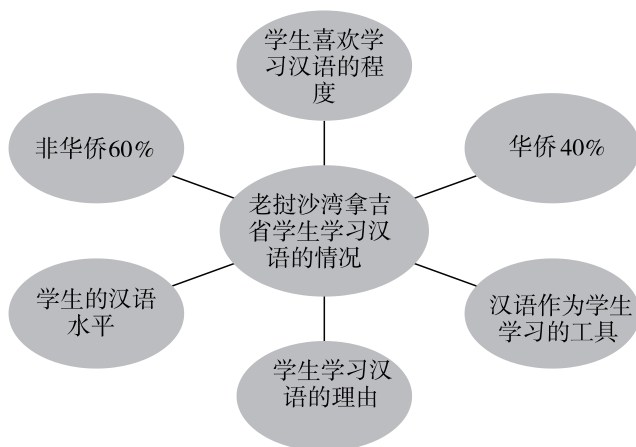 学生喜欢学
习汉语的程
度
非华侨60%
华侨 40%
老挝沙湾拿吉
省学生学习汉
语的情况
学生的汉语
水平
汉语作为学生
学习的工具
学生学习汉
语的理由